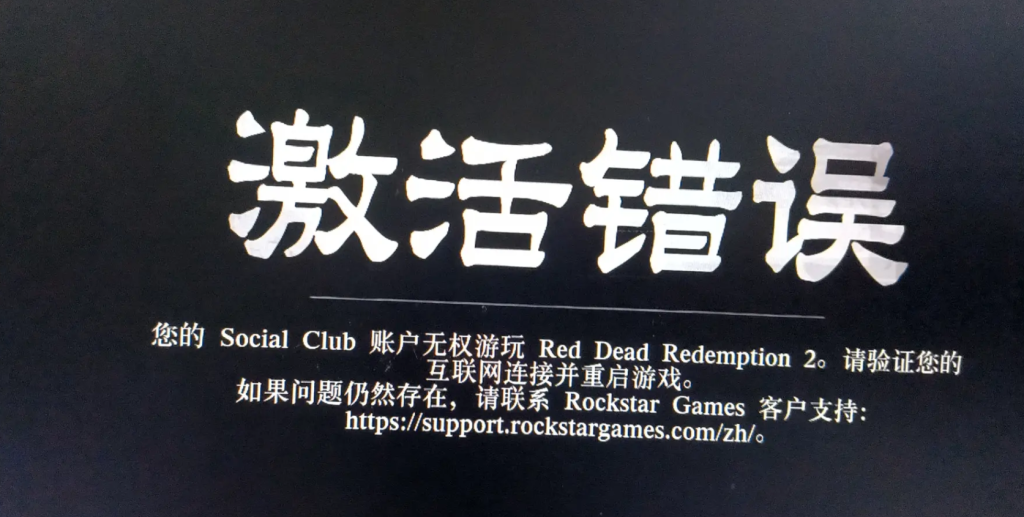 激活错误
您的 Social Club 账户无权游玩 Red Dead Redemption 2。请验证您的
互联网连接并重启游戏。
如果问题仍然存在，请联系 Rockstar Games 客户支持：
https://support.rockstargames.com/zh/。